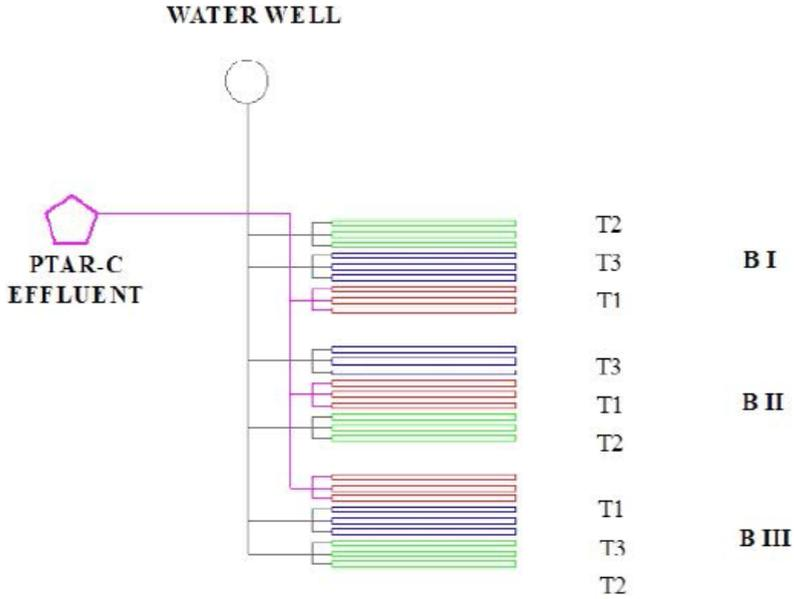 WATER WELL
PTAR-C
EFFLUENT
T2
T3
B I
T1
T3
T1
B II
T2
T1
T3
B III
T2